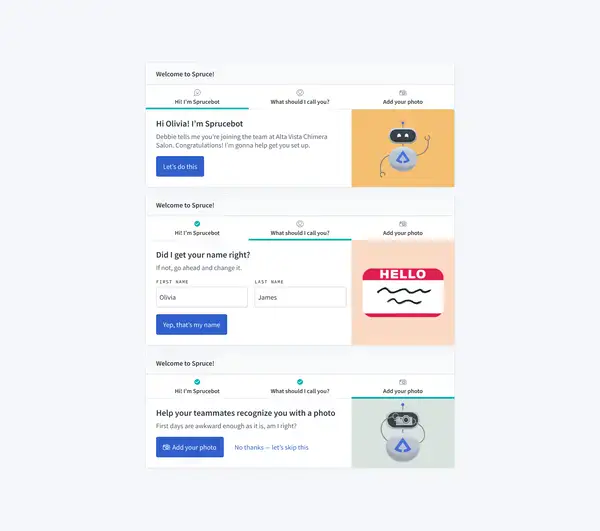 Welcome to Spruce!
Hi! I'm Sprucebot
What should I call you?
Add your photo
Hi Olivia! I'm Sprucebot
Debbie tells me you're joining the team at Alta Vista Chimera
Salon. Congratulations! I'm gonna help get you set up.
Let's do this
Welcome to Spruce!
Hi! I'm Sprucebot
What should I call you?
Add your photo
Did I get your name right?
If not, go ahead and change it.
FIRST NAME
LAST NAME
Olivia
James
Yep, that's my name
HELLO
Welcome to Spruce!
Hi! I'm Sprucebot
What should I call you?
Add your photo
Help your teammates recognize you with a photo
First days are awkward enough as it is, am I right?
Add your photo
No thanks — let's skip this